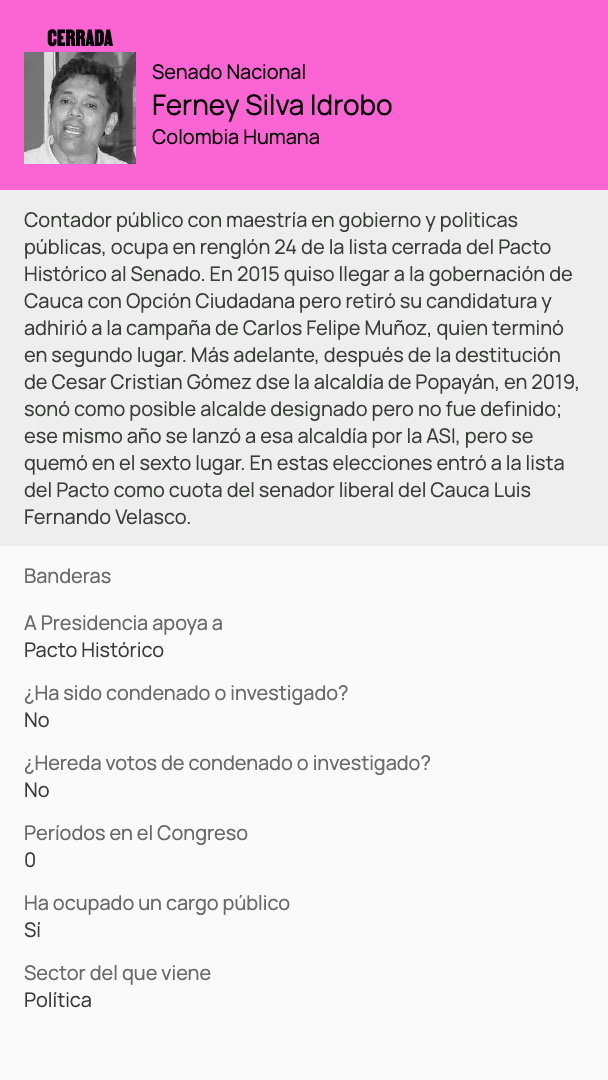 CERRADA
Senado Nacional
Ferney Silva Idrobo
Colombia Humana
Contador público con maestría en gobierno y politicas
públicas, ocupa en renglón 24 de la lista cerrada del Pacto
Histórico al Senado. En 2015 quiso llegar a la gobernación de
Cauca con Opción Ciudadana pero retiró su candidatura y
adhirió a la campaña de Carlos Felipe Muñoz, quien terminó
en segundo lugar. Más adelante, después de la destitución
de Cesar Cristian Gómez dse la alcaldía de Popayán, en 2019,
sonó como posible alcalde designado pero no fue definido;
ese mismo año se lanzó a esa alcaldía por la ASI, pero se
quemó en el sexto lugar. En estas elecciones entró a la lista
del Pacto como cuota del senador liberal del Cauca Luis
Fernando Velasco.
Banderas
A Presidencia apoya a
Pacto Histórico
¿Ha sido condenado o investigado?
No
¿Hereda votos de condenado o investigado?
No
Períodos en el Congreso
0
Ha ocupado un cargo público
Sí
Sector del que viene
Política